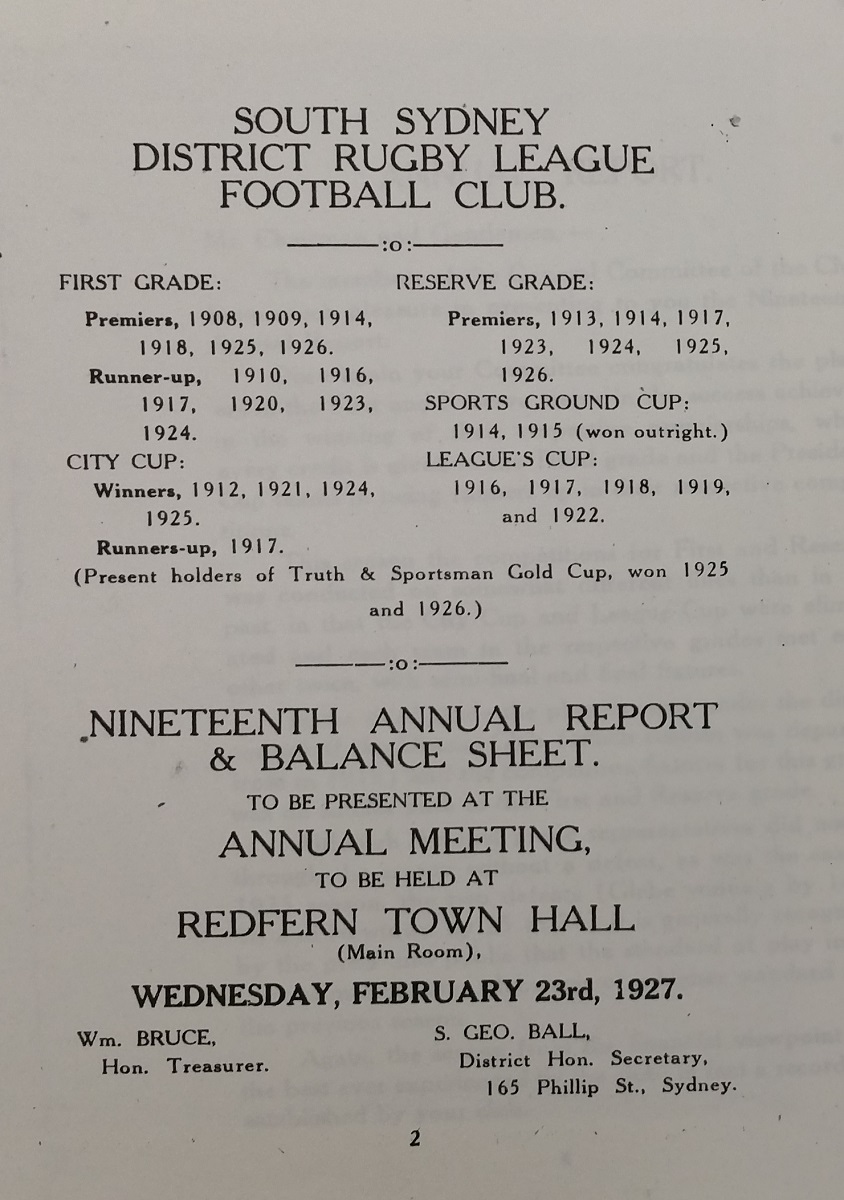 SOUTH SYDNEY
DISTRICT RUGBY LEAGUE
FOOTBALL CLUB.
:o:
FIRST GRADE:
Premiers, 1908, 1909, 1914,
1918, 1925, 1926.
Runner-up, 1910, 1916,
1917, 1920, 1923,
1924.
CITY CUP:
Winners, 1912, 1921, 1924,
1925.
Runners-up, 1917.
RESERVE GRADE:
Premiers, 1913, 1914, 1917,
1923, 1924, 1925,
1926.
SPORTS GROUND CUP:
1914, 1915 (won outright.)
LEAGUE'S CUP:
1916, 1917, 1918, 1919,
and 1922.
(Present holders of Truth & Sportsman Gold Cup, won 1925
and 1926.)
:o:
NINETEENTH ANNUAL REPORT
& BALANCE SHEET.
TO BE PRESENTED AT THE
ANNUAL MEETING,
TO BE HELD AT
REDFERN TOWN HALL
(Main Room),
WEDNESDAY, FEBRUARY 23rd, 1927.
Wm. BRUCE,
Hon. Treasurer.
S. GEO. BALL,
District Hon. Secretary,
165 Phillip St., Sydney.
2